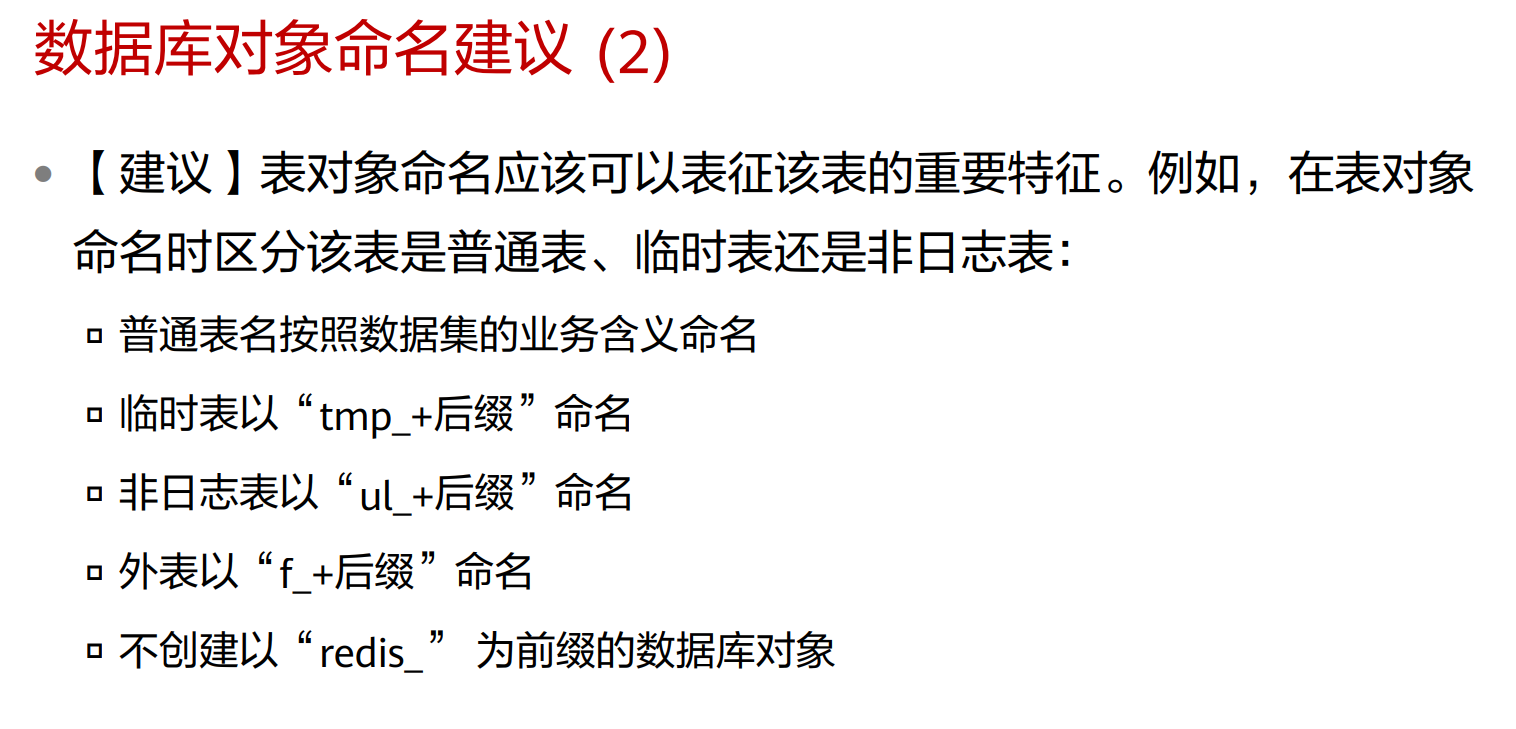 数据库对象命名建议 (2)
• 【 建议 】表对象命名应该可以表征该表的重要特征。例如，在表对象
命名时区分该表是普通表、临时表还是非日志表：
▫ 普通表名按照数据集的业务含义命名
▫ 临时表以“tmp_+后缀”命名
▫ 非日志表以“ul_+后缀”命名
▫ 外表以“f_+后缀”命名
▫ 不创建以“redis_” 为前缀的数据库对象